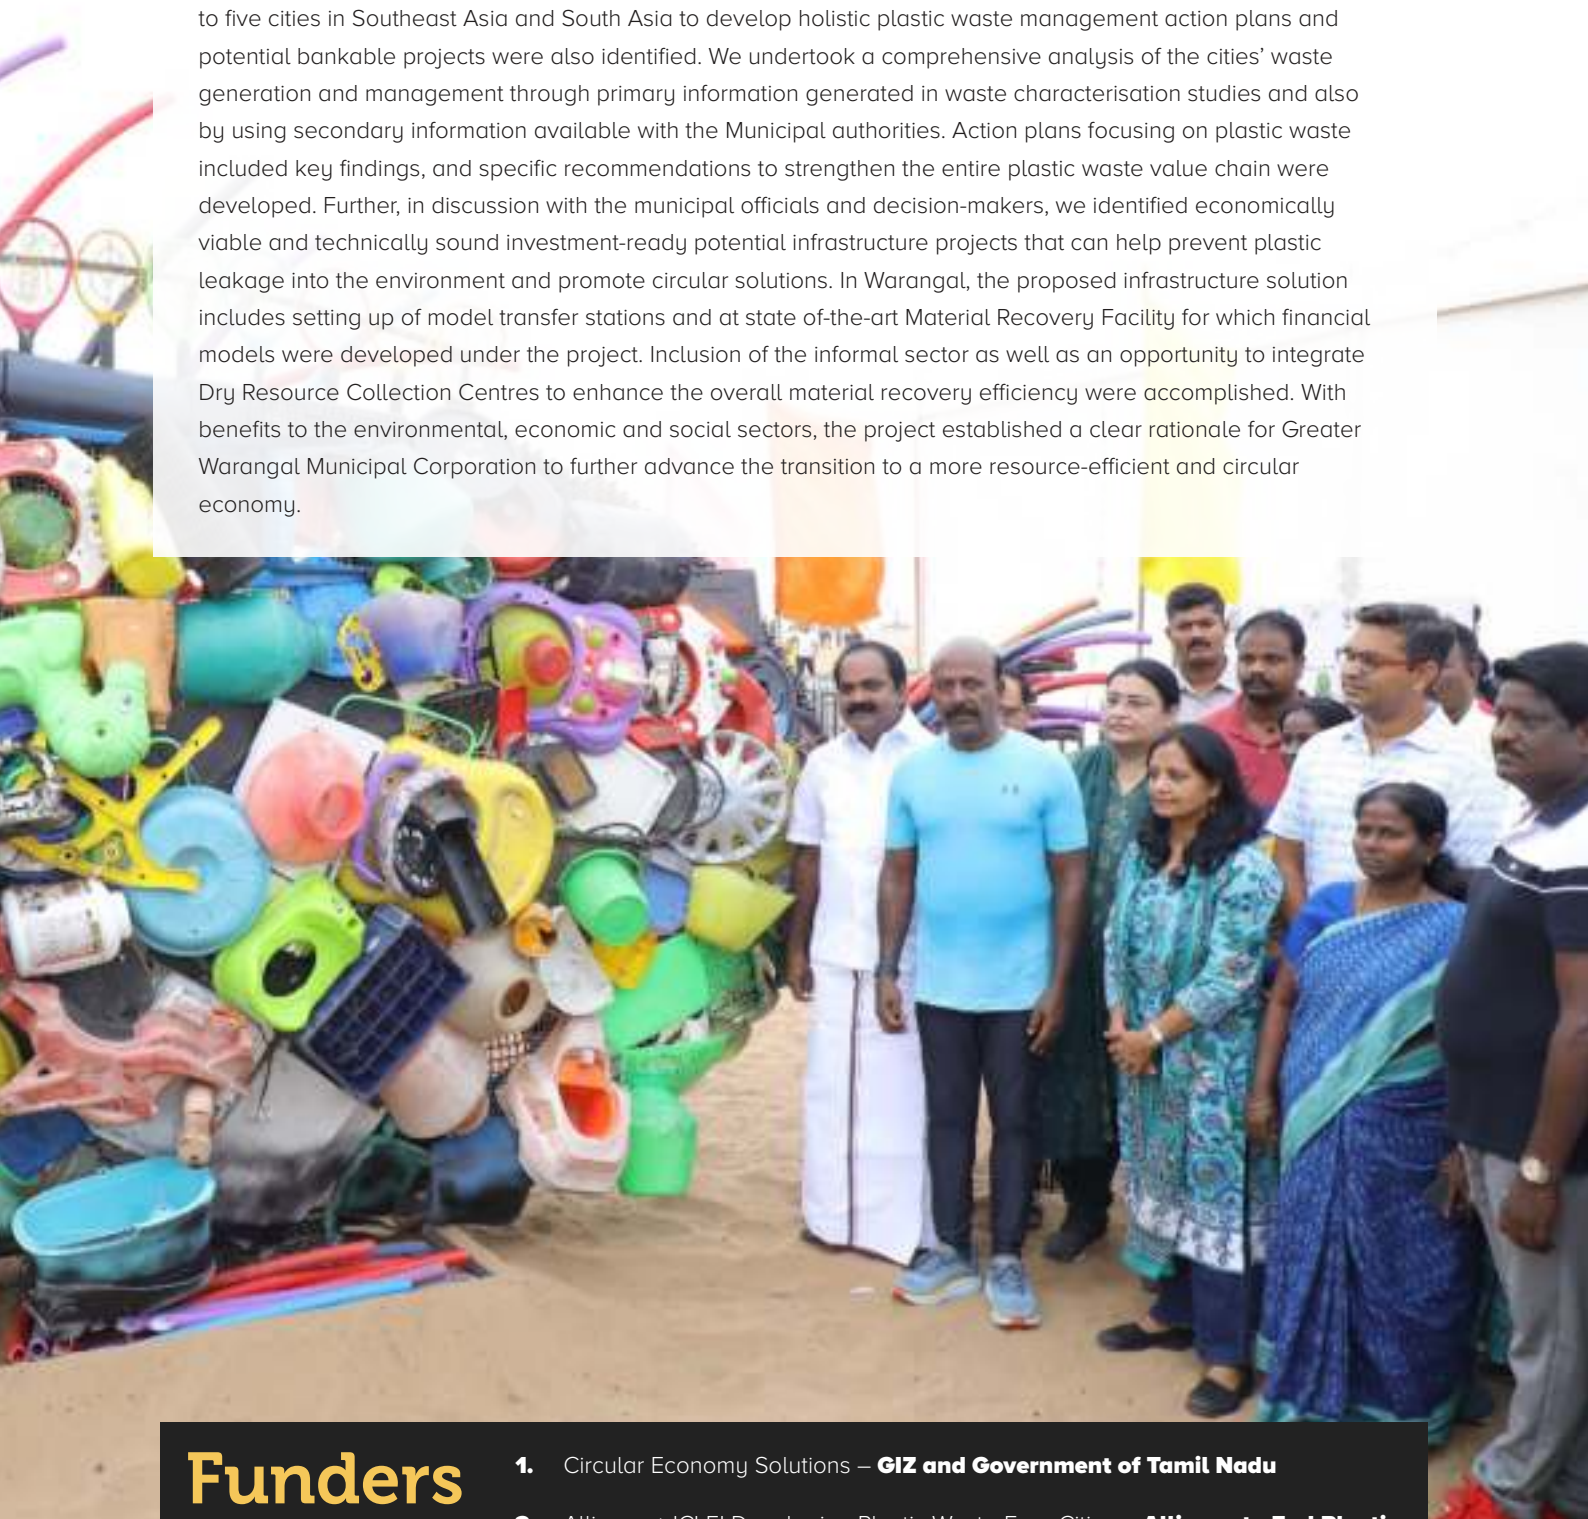 to five cities in Southeast Asia and South Asia to develop holistic plastic waste management action plans and
potential bankable projects were also identified. We undertook a comprehensive analysis of the cities’ waste
generation and management through primary information generated in waste characterisation studies and also
by using secondary information available with the Municipal authorities. Action plans focusing on plastic waste
included key findings, and specific recommendations to strengthen the entire plastic waste value chain were
developed. Further, in discussion with the municipal officials and decision-makers, we identified economically
viable and technically sound investment-ready potential infrastructure projects that can help prevent plastic
leakage into the environment and promote circular solutions. In Warangal, the proposed infrastructure solution
includes setting up of model transfer stations and at state of-the-art Material Recovery Facility for which financial
models were developed under the project. Inclusion of the informal sector as well as an opportunity to integrate
Dry Resource Collection Centres to enhance the overall material recovery efficiency were accomplished. With
benefits to the environmental, economic and social sectors, the project established a clear rationale for Greater
Warangal Municipal Corporation to further advance the transition to a more resource-efficient and circular
economy.
Funders
1. Circular Economy Solutions – GIZ and Government of Tamil Nadu